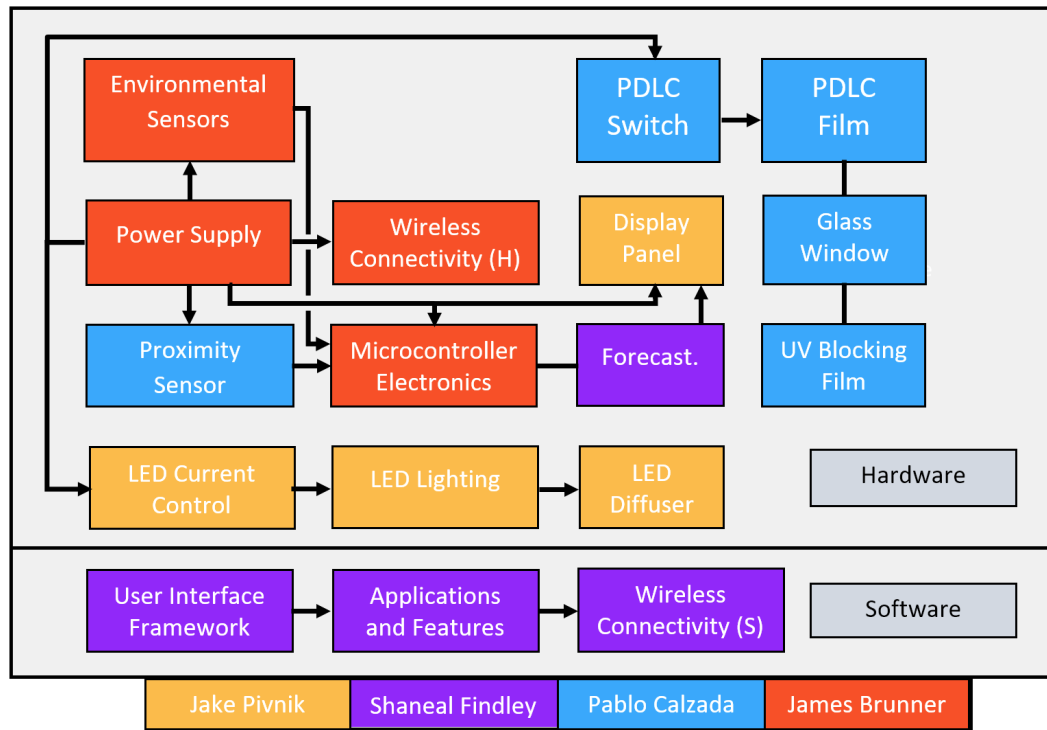 Environmental
Sensors
PDLC
Switch
PDLC
Film
Power Supply
Wireless
Connectivity (H)
Display
Panel
Glass
Window
Proximity
Sensor
Microcontroller
Electronics
Forecast.
UV Blocking
Film
LED Current
Control
LED Lighting
LED
Diffuser
Hardware
User Interface
Framework
Applications
and Features
Wireless
Connectivity (S)
Software
Jake Pivnik
Shaneal Findley
Pablo Calzada
James Brunner